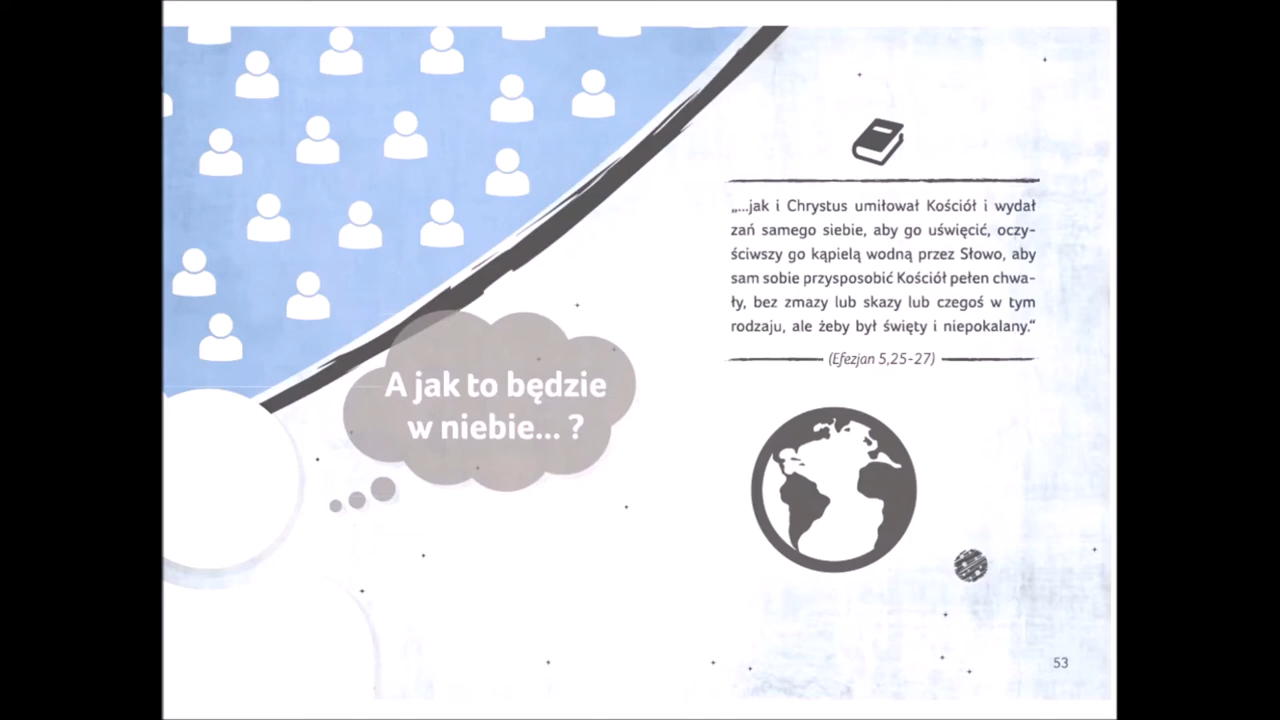 A jak to będzie
w niebie... ?
„...jak i Chrystus umiłował Kościół i wydał
zań samego siebie, aby go uświęcić, oczy-
ściwszy go kąpielą wodną przez Słowo, aby
sam sobie przysposobić Kościół pełen chwa-
ły, bez zmazy lub skazy lub czegoś w tym
rodzaju, ale żeby był święty i niepokalany.“
(Efezjan 5,25-27)
53